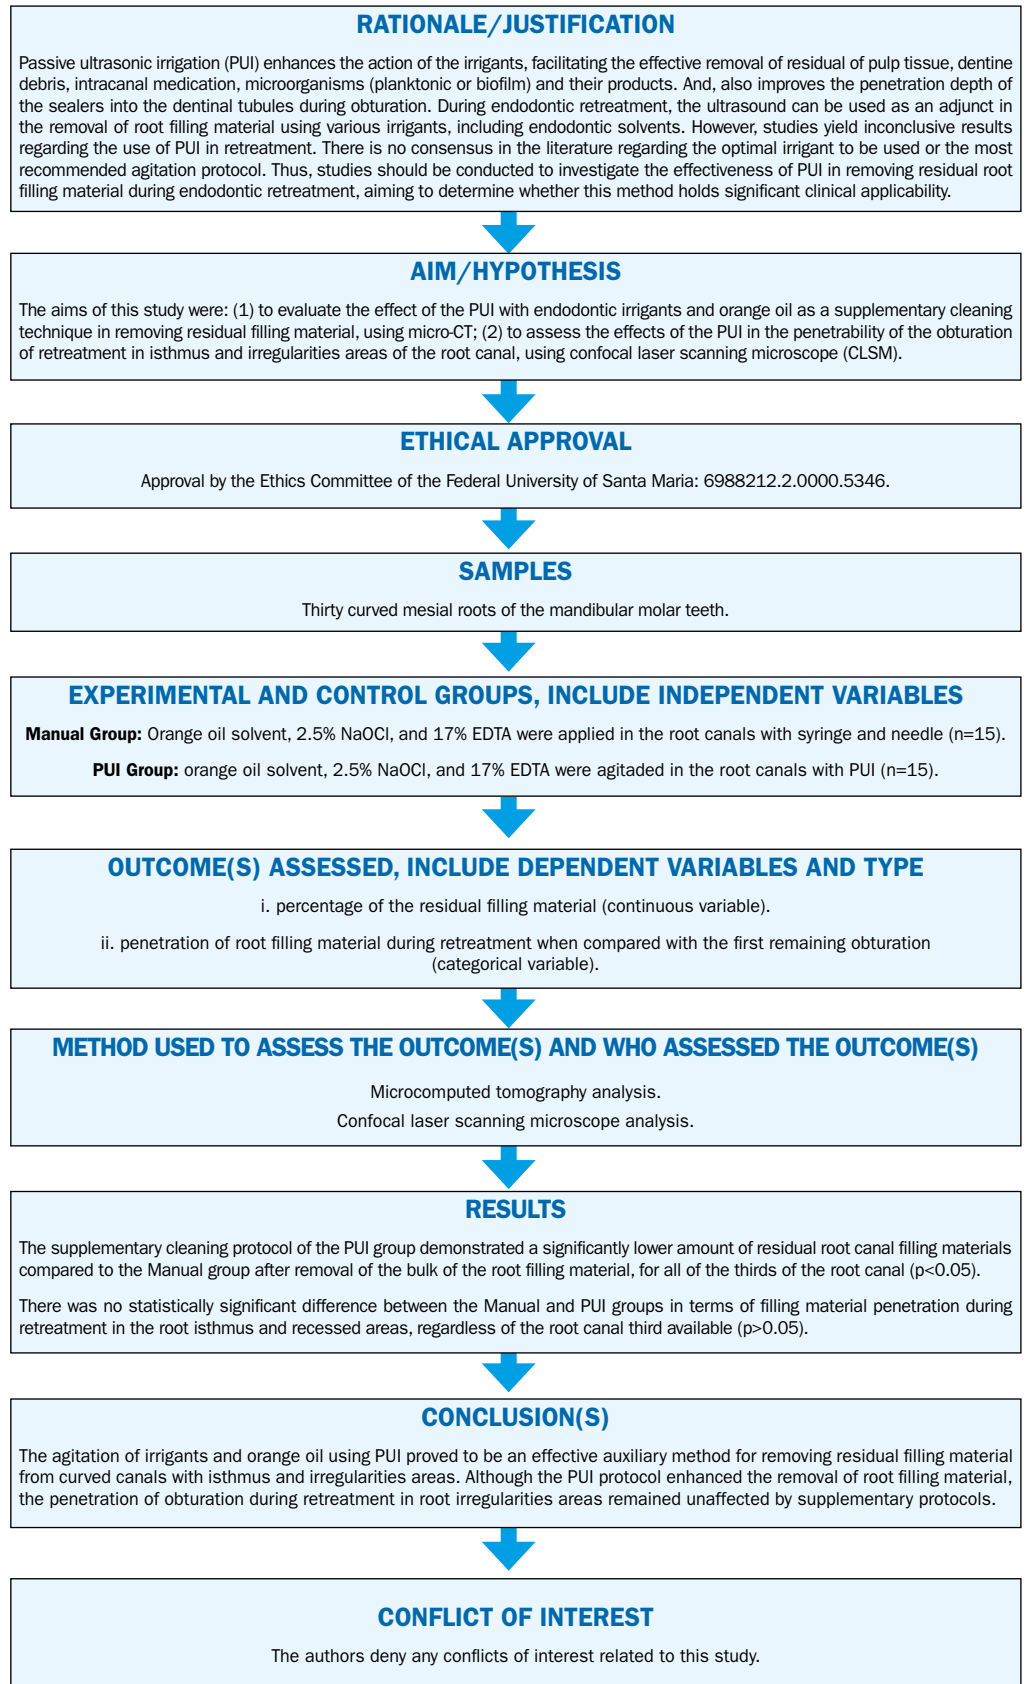 RATIONALE/JUSTIFICATION
Passive ultrasonic irrigation (PUI) enhances the action of the irrigants, facilitating the effective removal of residual of pulp tissue, dentine
debris, intracanal medication, microorganisms (planktonic or biofilm) and their products. And, also improves the penetration depth of
the sealers into the dentinal tubules during obturation. During endodontic retreatment, the ultrasound can be used as an adjunct in
the removal of root filling material using various irrigants, including endodontic solvents. However, studies yield inconclusive results
regarding the use of PUI in retreatment. There is no consensus in the literature regarding the optimal irrigant to be used or the most
recommended agitation protocol. Thus, studies should be conducted to investigate the effectiveness of PUI in removing residual root
filling material during endodontic retreatment, aiming to determine whether this method holds significant clinical applicability.
AIM/HYPOTHESIS
The aims of this study were: (1) to evaluate the effect of the PUI with endodontic irrigants and orange oil as a supplementary cleaning
technique in removing residual filling material, using micro-CT; (2) to assess the effects of the PUI in the penetrability of the obturation
of retreatment in isthmus and irregularities areas of the root canal, using confocal laser scanning microscope (CLSM).
ETHICAL APPROVAL
Approval by the Ethics Committee of the Federal University of Santa Maria: 6988212.2.0000.5346.
SAMPLES
Thirty curved mesial roots of the mandibular molar teeth.
EXPERIMENTAL AND CONTROL GROUPS, INCLUDE INDEPENDENT VARIABLES
Manual Group: Orange oil solvent, 2.5% NaOCl, and 17% EDTA were applied in the root canals with syringe and needle (n=15).
PUI Group: orange oil solvent, 2.5% NaOCl, and 17% EDTA were agitaded in the root canals with PUI (n=15).
OUTCOME(S) ASSESSED, INCLUDE DEPENDENT VARIABLES AND TYPE
i. percentage of the residual filling material (continuous variable).
ii. penetration of root filling material during retreatment when compared with the first remaining obturation
(categorical variable).
METHOD USED TO ASSESS THE OUTCOME(S) AND WHO ASSESSED THE OUTCOME(S)
Microcomputed tomography analysis.
Confocal laser scanning microscope analysis.
RESULTS
The supplementary cleaning protocol of the PUI group demonstrated a significantly lower amount of residual root canal filling materials
compared to the Manual group after removal of the bulk of the root filling material, for all of the thirds of the root canal (p<0.05).
There was no statistically significant difference between the Manual and PUI groups in terms of filling material penetration during
retreatment in the root isthmus and recessed areas, regardless of the root canal third available (p>0.05).
CONCLUSION(S)
The agitation of irrigants and orange oil using PUI proved to be an effective auxiliary method for removing residual filling material
from curved canals with isthmus and irregularities areas. Although the PUI protocol enhanced the removal of root filling material,
the penetration of obturation during retreatment in root irregularities areas remained unaffected by supplementary protocols.
CONFLICT OF INTEREST
The authors deny any conflicts of interest related to this study.